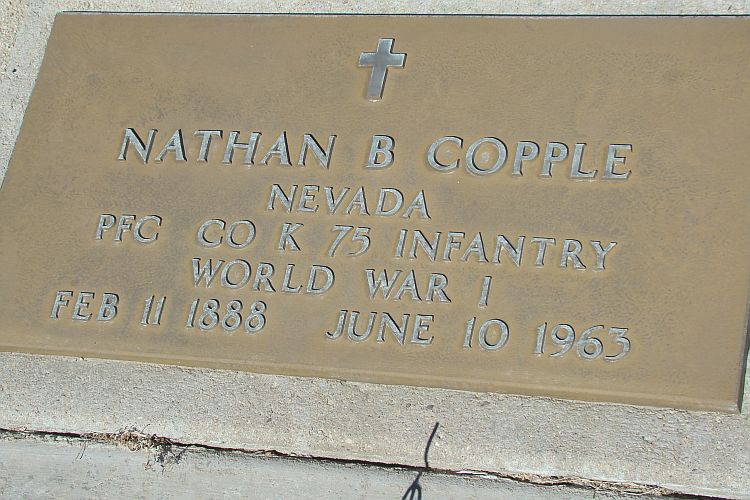 NATHAN B COPPLE
NEVADA
PFC CO K 75 INFANTRY
WORLD WAR I
FEB 11 1888 JUNE 10 1963